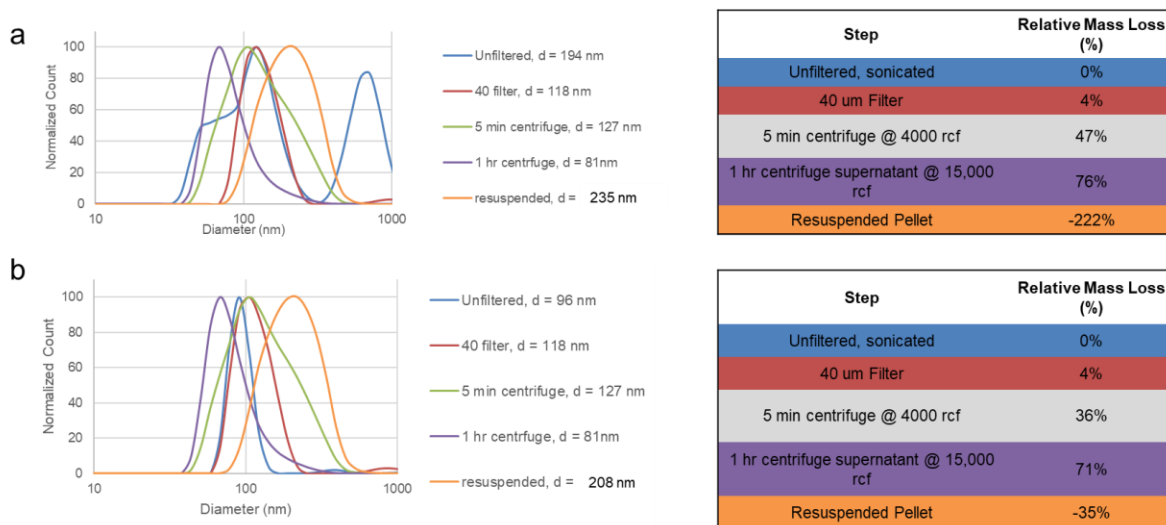 a
Normalized Count
100
80
60
40
20
0
10
100
1000
Diameter (nm)
Unfiltered, d = 194 nm
40 filter, d = 118 nm
5 min centrifuge, d = 127 nm
1 hr centrfuge, d = 81nm
resuspended, d = 235 nm
Step
Relative Mass Loss
(%)
Unfiltered, sonicated
0%
40 um Filter
4%
5 min centrifuge @ 4000 rcf
47%
1 hr centrifuge supernatant @ 15,000
rcf
76%
Resuspended Pellet
-222%
b
Normalized Count
100
80
60
40
20
0
10
100
1000
Diameter (nm)
Unfiltered, d = 96 nm
40 filter, d = 118 nm
5 min centrifuge, d = 127 nm
1 hr centrfuge, d = 81nm
resuspended, d = 208 nm
Step
Relative Mass Loss
(%)
Unfiltered, sonicated
0%
40 um Filter
4%
5 min centrifuge @ 4000 rcf
36%
1 hr centrifuge supernatant @ 15,000
rcf
71%
Resuspended Pellet
-35%